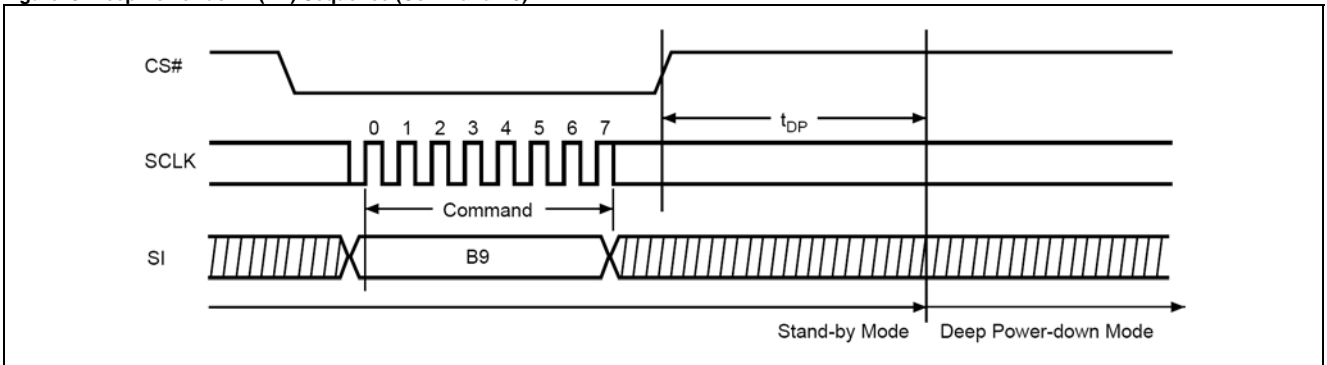 CS#
t_DP
0 1 2 3 4 5 6 7
SCLK
Command
SI
B9
Stand-by Mode
Deep Power-down Mode